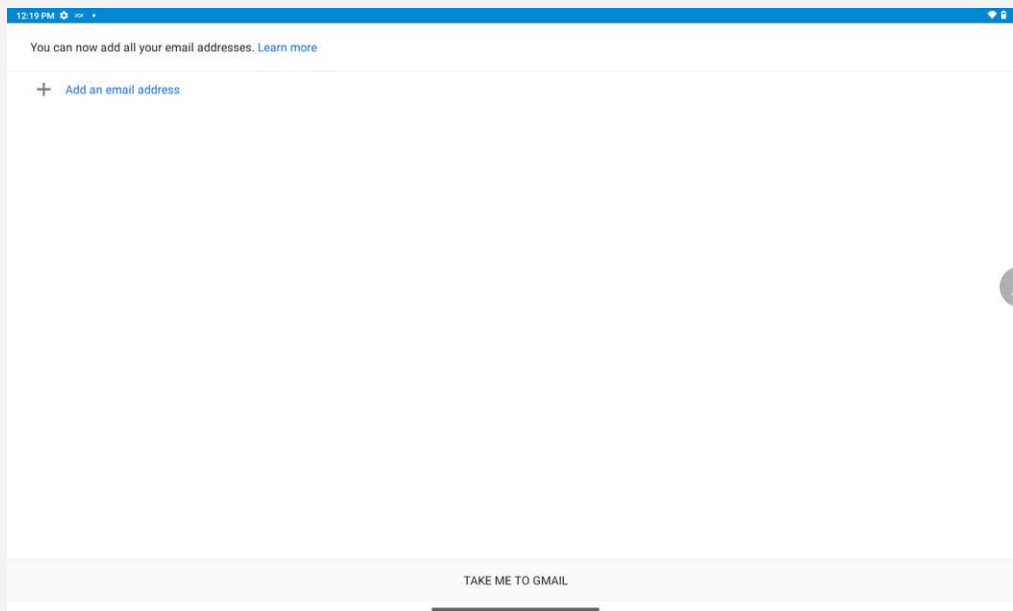 12:19 PM
You can now add all your email addresses. Learn more
Add an email address
TAKE ME TO GMAIL